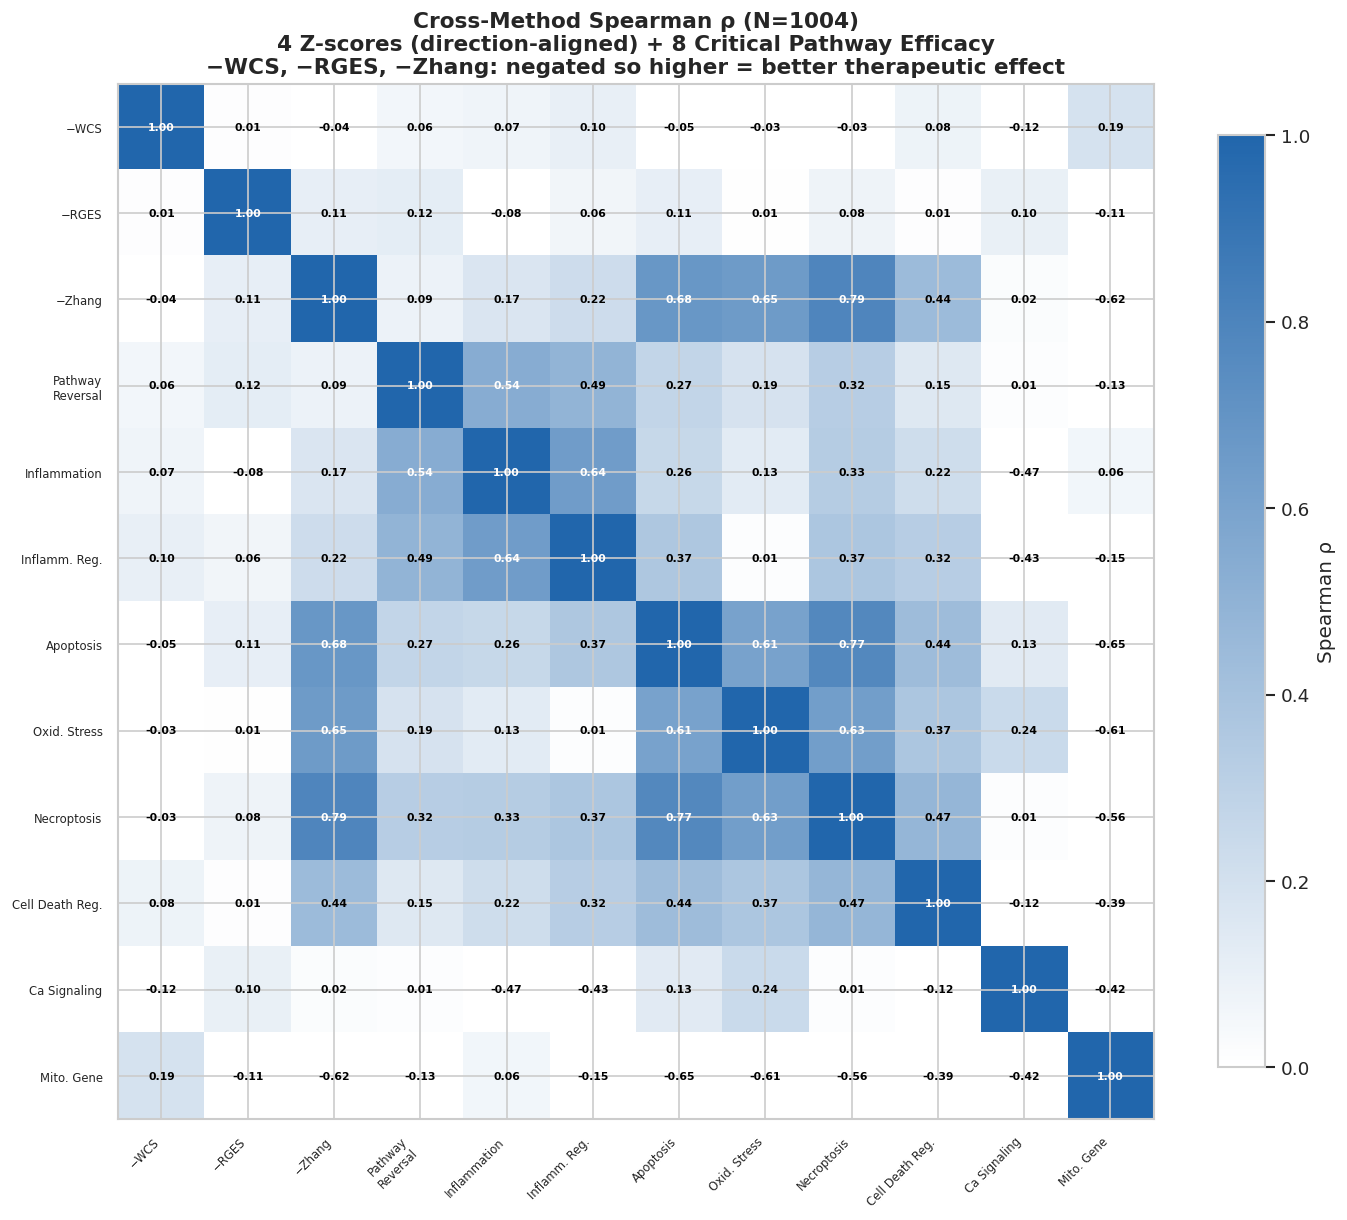 Cross-Method Spearman ρ (N=1004)
4 Z-scores (direction-aligned) + 8 Critical Pathway Efficacy
−WCS, −RGES, −Zhang: negated so higher = better therapeutic effect
−WCS 1.00 0.01 -0.04 0.06 0.07 0.10 -0.05 -0.03 -0.03 0.08 -0.12 0.19
−RGES 0.01 1.00 0.11 0.12 -0.08 0.06 0.11 0.01 0.08 0.01 0.10 -0.11
−Zhang -0.04 0.11 1.00 0.09 0.17 0.22 0.68 0.65 0.79 0.44 0.02 -0.62
Pathway
Reversal 0.06 0.12 0.09 1.00 0.54 0.49 0.27 0.19 0.32 0.15 0.01 -0.13
Inflammation 0.07 -0.08 0.17 0.54 1.00 0.64 0.26 0.13 0.33 0.22 -0.47 0.06
Inflamm. Reg. 0.10 0.06 0.22 0.49 0.64 1.00 0.37 0.01 0.37 0.32 -0.43 -0.15
Apoptosis -0.05 0.11 0.68 0.27 0.26 0.37 1.00 0.61 0.77 0.44 0.13 -0.65
Oxid. Stress -0.03 0.01 0.65 0.19 0.13 0.01 0.61 1.00 0.63 0.37 0.24 -0.61
Necroptosis -0.03 0.08 0.79 0.32 0.33 0.37 0.77 0.63 1.00 0.47 0.01 -0.56
Cell Death Reg. 0.08 0.01 0.44 0.15 0.22 0.32 0.44 0.37 0.47 1.00 -0.12 -0.39
Ca Signaling -0.12 0.10 0.02 0.01 -0.47 -0.43 0.13 0.24 0.01 -0.12 1.00 -0.42
Mito. Gene 0.19 -0.11 -0.62 -0.13 0.06 -0.15 -0.65 -0.61 -0.56 -0.39 -0.42 1.00
−WCS
−RGES
−Zhang
Pathway
Reversal
Inflammation
Inflamm. Reg.
Apoptosis
Oxid. Stress
Necroptosis
Cell Death Reg.
Ca Signaling
Mito. Gene
1.0
0.8
0.6
0.4
0.2
0.0
Spearman ρ